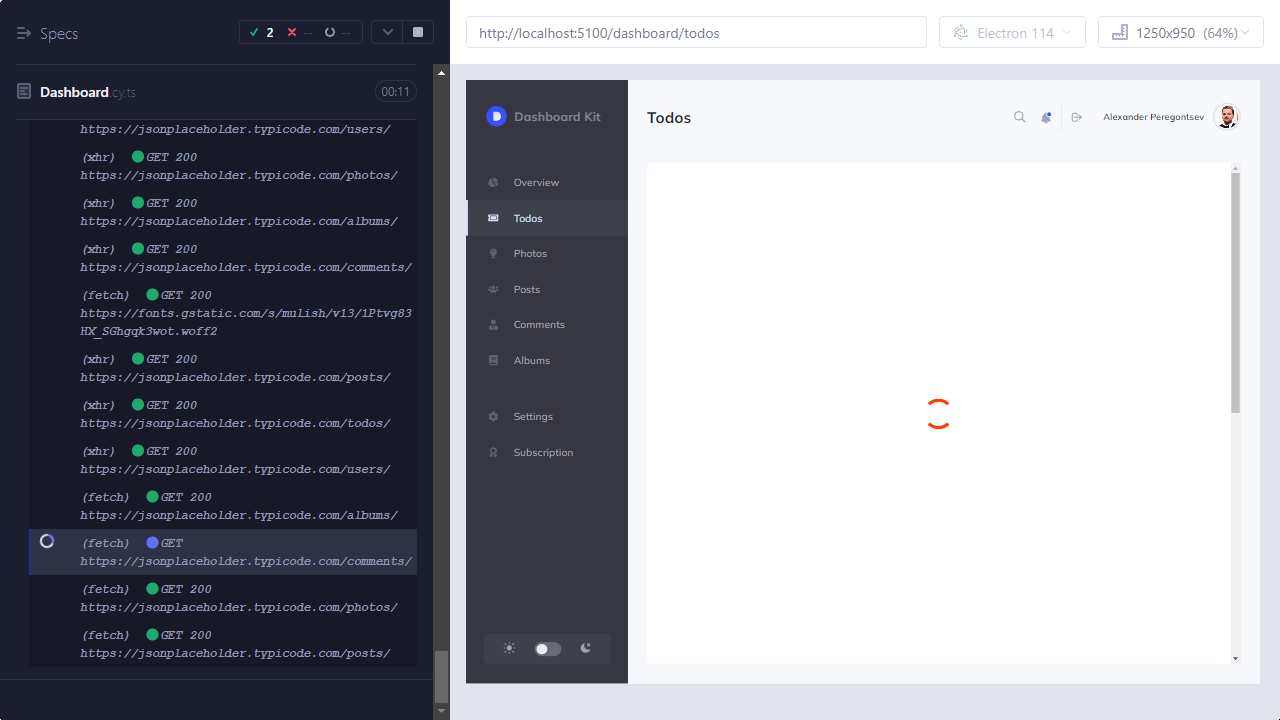 Specs
2
--
--
Dashboard.cy.ts
00:11
https://jsonplaceholder.typicode.com/users/
(xhr) GET 200
https://jsonplaceholder.typicode.com/photos/
(xhr) GET 200
https://jsonplaceholder.typicode.com/albums/
(xhr) GET 200
https://jsonplaceholder.typicode.com/comments/
(fetch) GET 200
https://fonts.gstatic.com/s/mulish/v13/1Ptvg83
HX_SGhgqk3wot.woff2
(xhr) GET 200
https://jsonplaceholder.typicode.com/posts/
(xhr) GET 200
https://jsonplaceholder.typicode.com/todos/
(xhr) GET 200
https://jsonplaceholder.typicode.com/users/
(fetch) GET 200
https://jsonplaceholder.typicode.com/albums/
(fetch) GET
https://jsonplaceholder.typicode.com/comments/
(fetch) GET 200
https://jsonplaceholder.typicode.com/photos/
(fetch) GET 200
https://jsonplaceholder.typicode.com/posts/
http://localhost:5100/dashboard/todos
Electron 114
1250x950 (64%)
Dashboard Kit
Overview
Todos
Photos
Posts
Comments
Albums
Settings
Subscription
Todos
Alexander Peregontsev